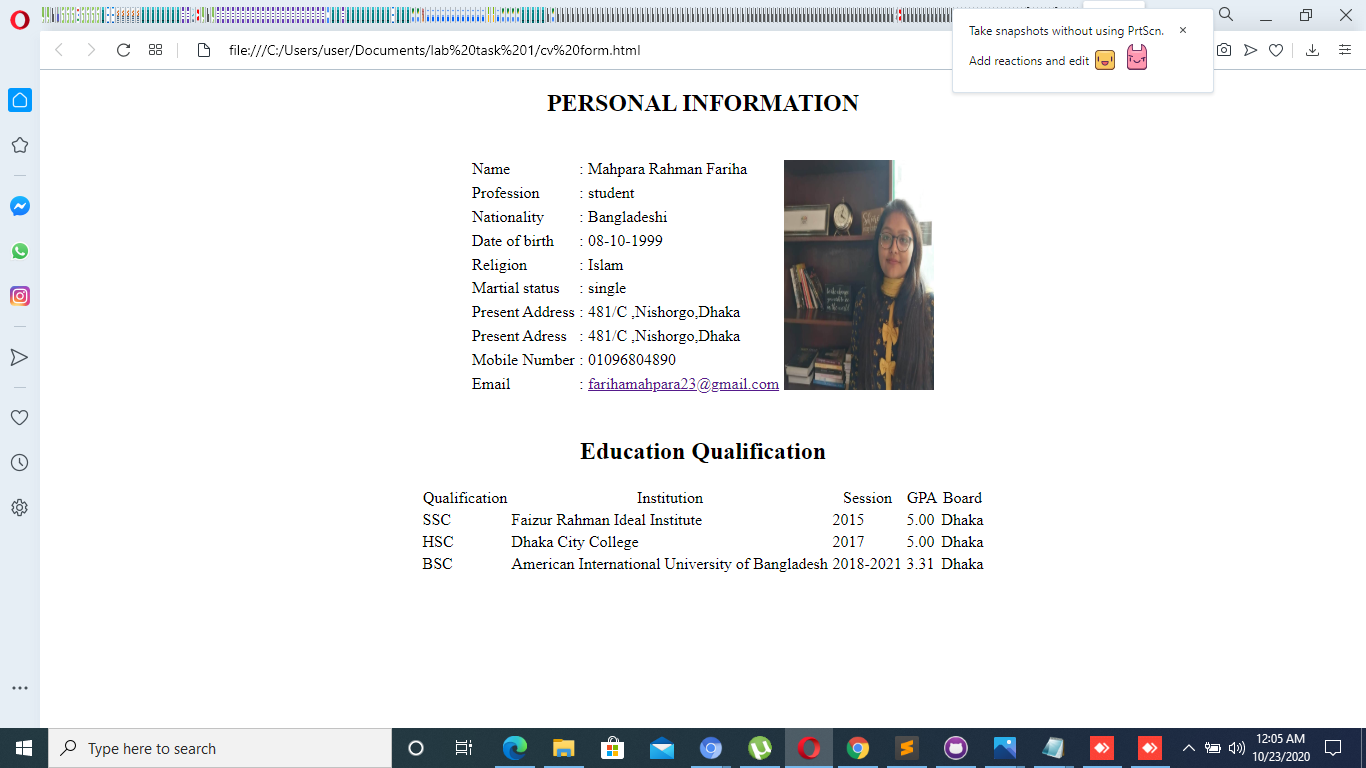 Take snapshots without using PrtScn.
Add reactions and edit
file:///C:/Users/user/Documents/lab%20task%201/cv%20form.html
PERSONAL INFORMATION
Name : Mahpara Rahman Fariha
Profession : student
Nationality : Bangladeshi
Date of birth : 08-10-1999
Religion : Islam
Martial status : single
Present Address : 481/C ,Nishorgo,Dhaka
Present Adress : 481/C ,Nishorgo,Dhaka
Mobile Number : 01096804890
Email : farihamahpara23@gmail.com
Education Qualification
Qualification Institution Session GPA Board
SSC Faizur Rahman Ideal Institute 2015 5.00 Dhaka
HSC Dhaka City College 2017 5.00 Dhaka
BSC American International University of Bangladesh 2018-2021 3.31 Dhaka
Type here to search
12:05 AM
10/23/2020